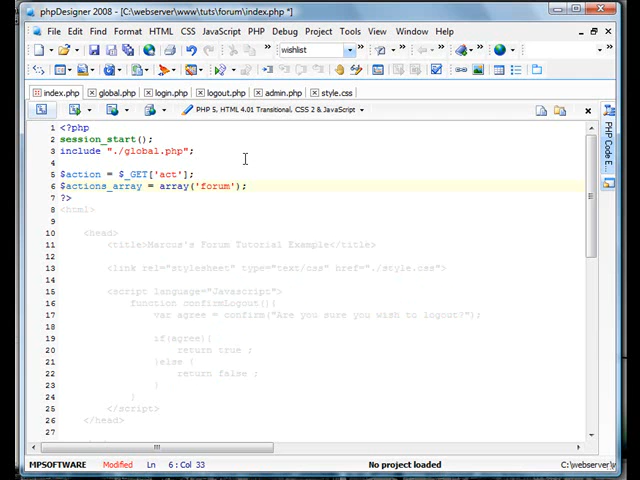 phpDesigner 2008 - [C:\webserver\www\tuts\forum\index.php *]
File Edit Find Format HTML CSS JavaScript PHP Debug Project Tools View Window Help
wishlist
index.php global.php login.php logout.php admin.php style.css
PHP 5, HTML 4.01 Transitional, CSS 2 & JavaScript
PHP Code E
1 <?php
2 session_start();
3 include "./global.php";
4
5 $action = $_GET['act'];
6 $actions_array = array('forum');
7 ?>
8 <html>
9
10 <head>
11 <title>Marcus's Forum Tutorial Example</title>
12
13 <link rel="stylesheet" type="text/css" href="./style.css">
14
15 <script language="Javascript">
16 function confirmLogout(){
17 var agree = confirm("Are you sure you wish to logout?");
18
19 if(agree){
20 return true ;
21 }else {
22 return false ;
23 }
24 }
25 </script>
26 </head>
27
MPSOFTWARE Modified Ln 6 : Col 33 No project loaded C:\webserver\w